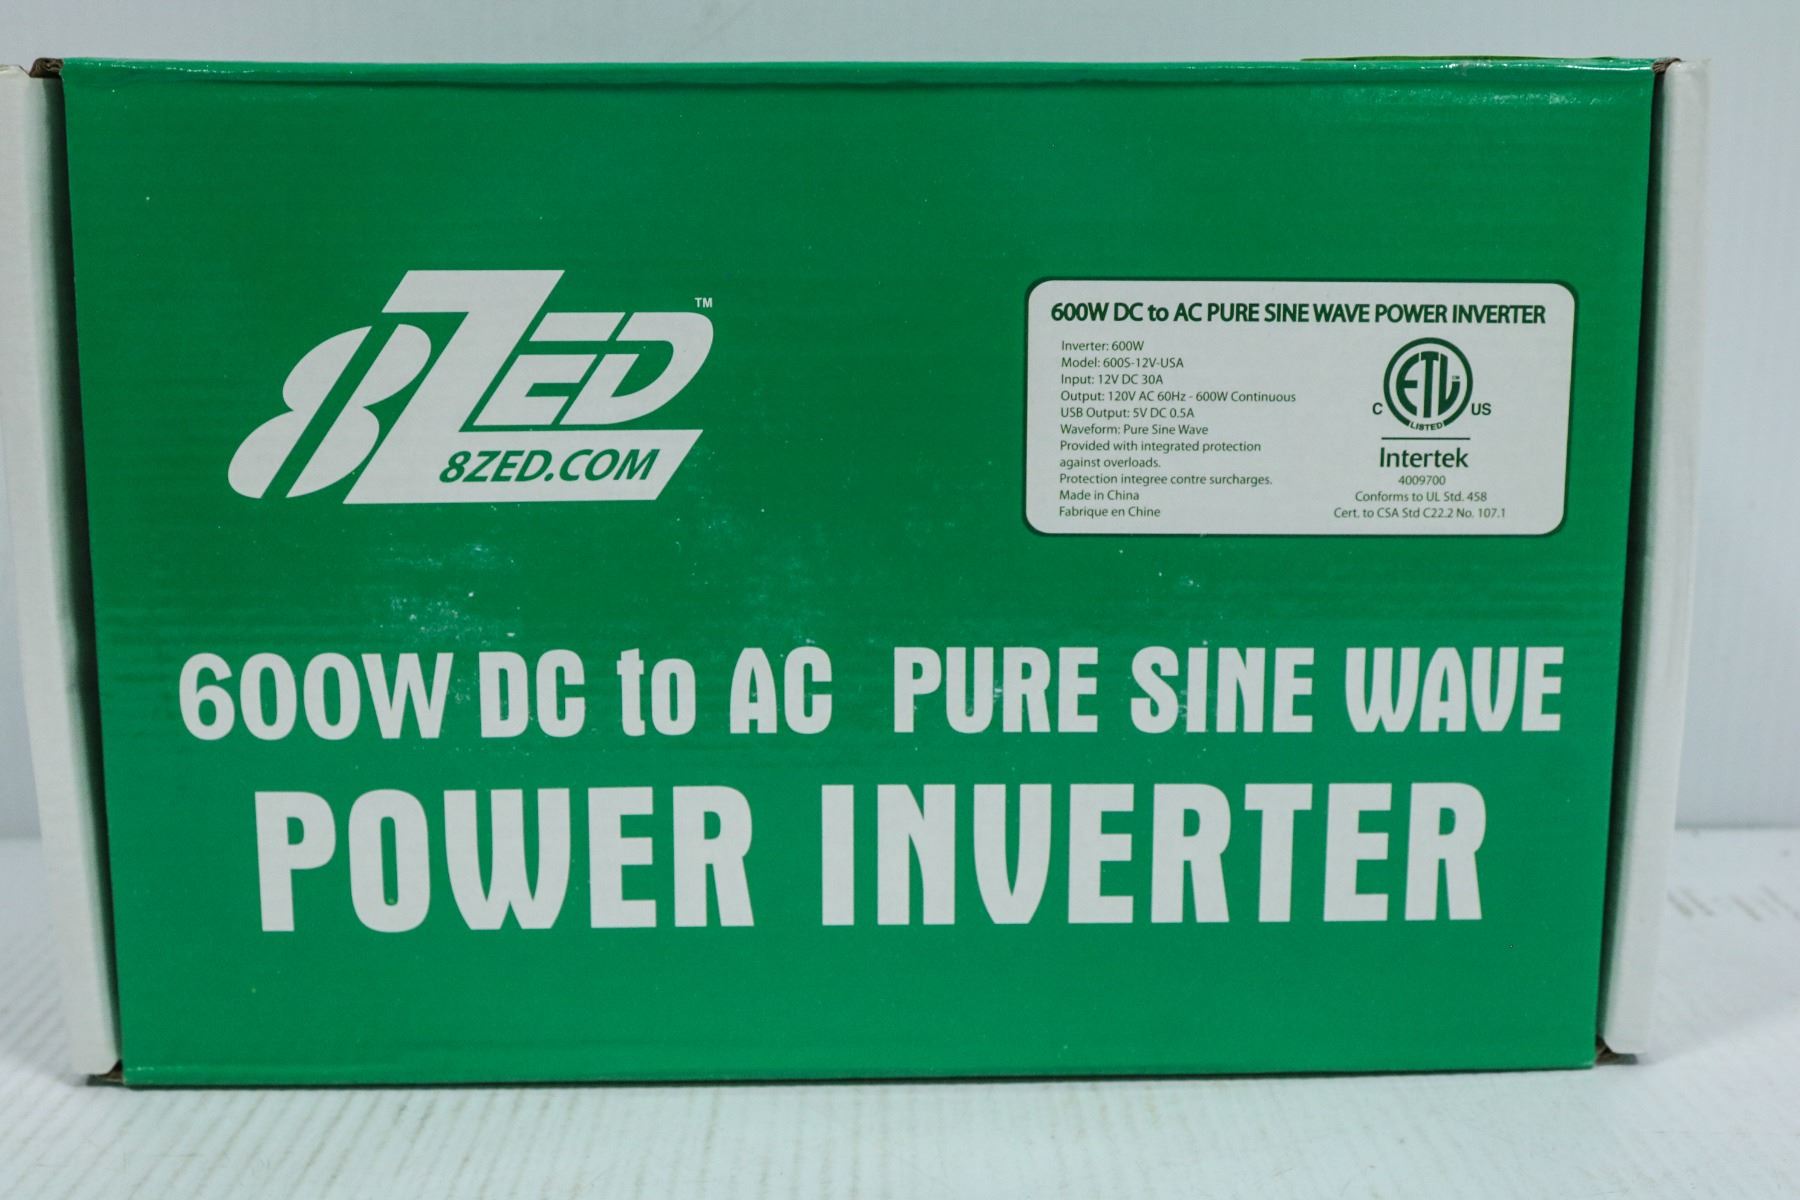 8ZED™
8ZED.COM
600W DC to AC PURE SINE WAVE POWER INVERTER
Inverter: 600W
Model: 600S-12V-USA
Input: 12V DC 30A
Output: 120V AC 60Hz - 600W Continuous
USB Output: 5V DC 0.5A
Waveform: Pure Sine Wave
Provided with integrated protection
against overloads.
Protection integree contre surcharges.
Made in China
Fabrique en Chine
ETL™
C US
LISTED
Intertek
4009700
Conforms to UL Std. 458
Cert. to CSA Std C22.2 No. 107.1
600W DC to AC PURE SINE WAVE
POWER INVERTER